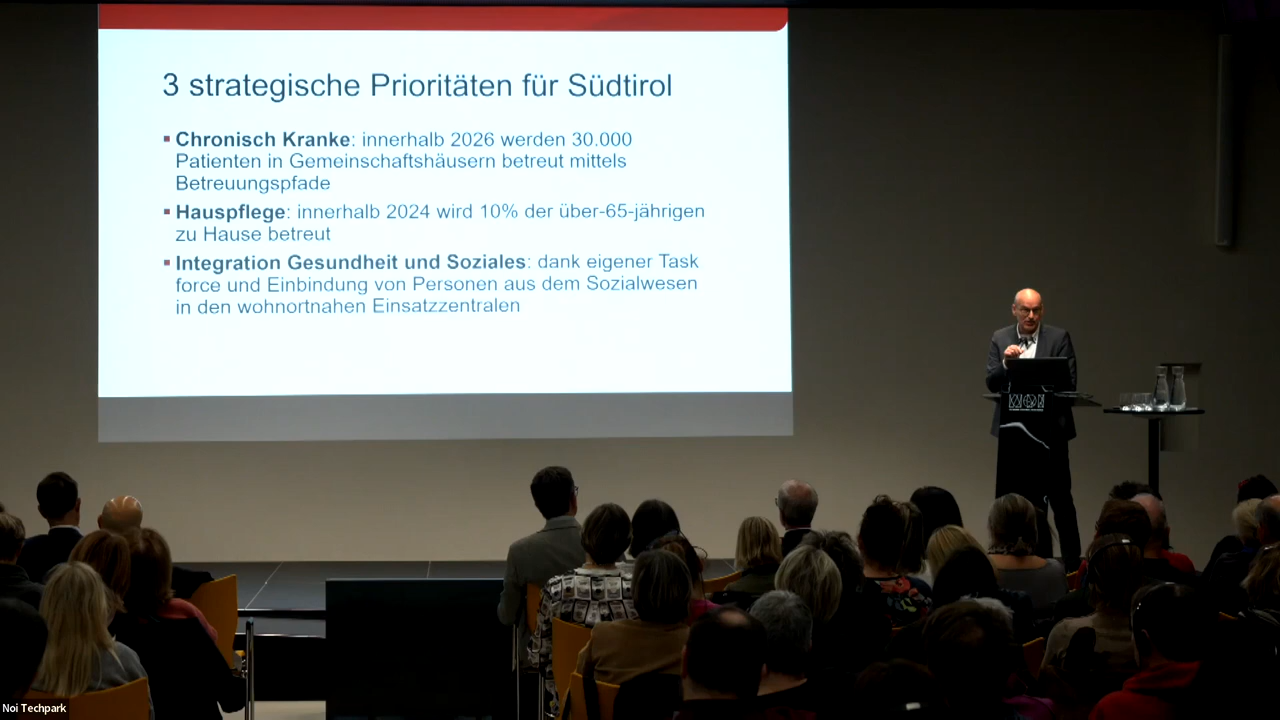 3 strategische Prioritäten für Südtirol
Chronisch Kranke: innerhalb 2026 werden 30.000
Patienten in Gemeinschaftshäusern betreut mittels
Betreuungspfade
Hauspflege: innerhalb 2024 wird 10% der über-65-jährigen
zu Hause betreut
Integration Gesundheit und Soziales: dank eigener Task
force und Einbindung von Personen aus dem Sozialwesen
in den wohnortnahen Einsatzzentralen
NOI
Noi Techpark